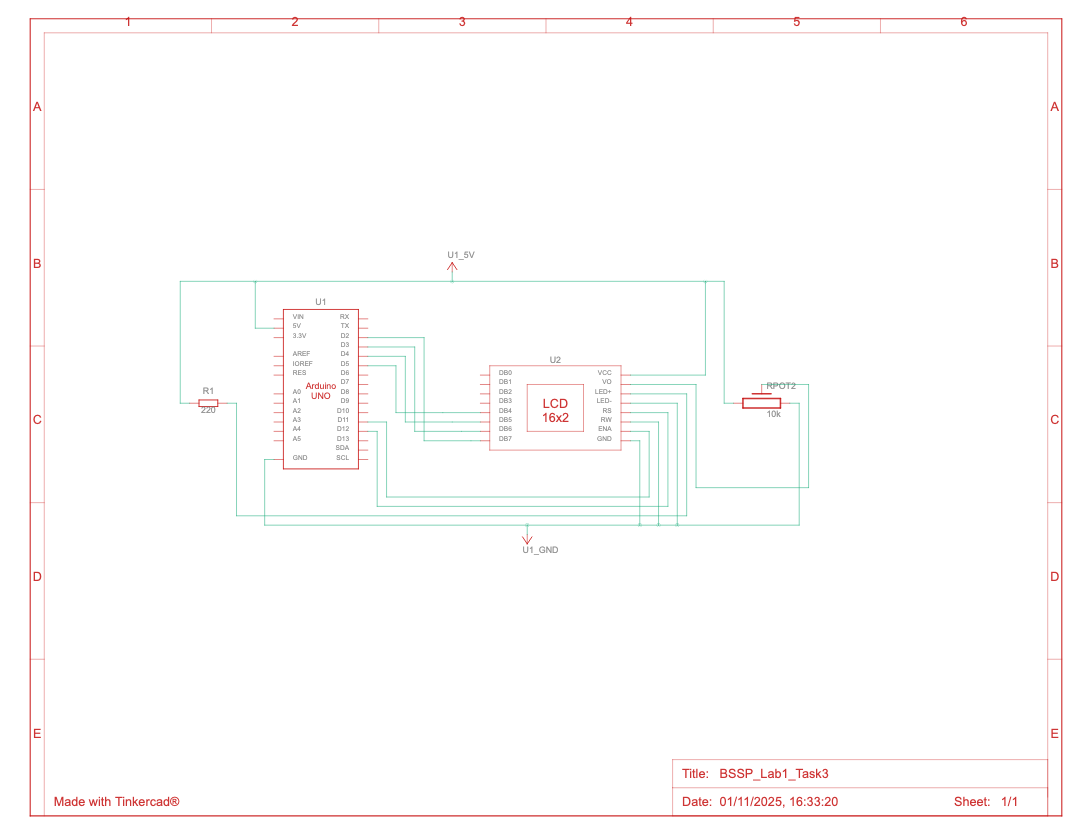 1 2 3 4 5 6
A A
B B
U1_5V
U1
VIN RX
5V TX
3.3V D2
D3
AREF D4
IOREF D5
RES D6
D7
A0 D8
A1 D9
A2 D10
A3 D11
A4 D12
A5 D13
SDA
GND SCL
Arduino
UNO
R1
220
U2
DB0 VCC
DB1 VO
DB2 LED+
DB3 LED-
DB4 RS
DB5 RW
DB6 ENA
DB7 GND
LCD
16x2
RPOT2
10k
C C
U1_GND
D D
E E
Title: BSSP_Lab1_Task3
Made with Tinkercad®
Date: 01/11/2025, 16:33:20 Sheet: 1/1